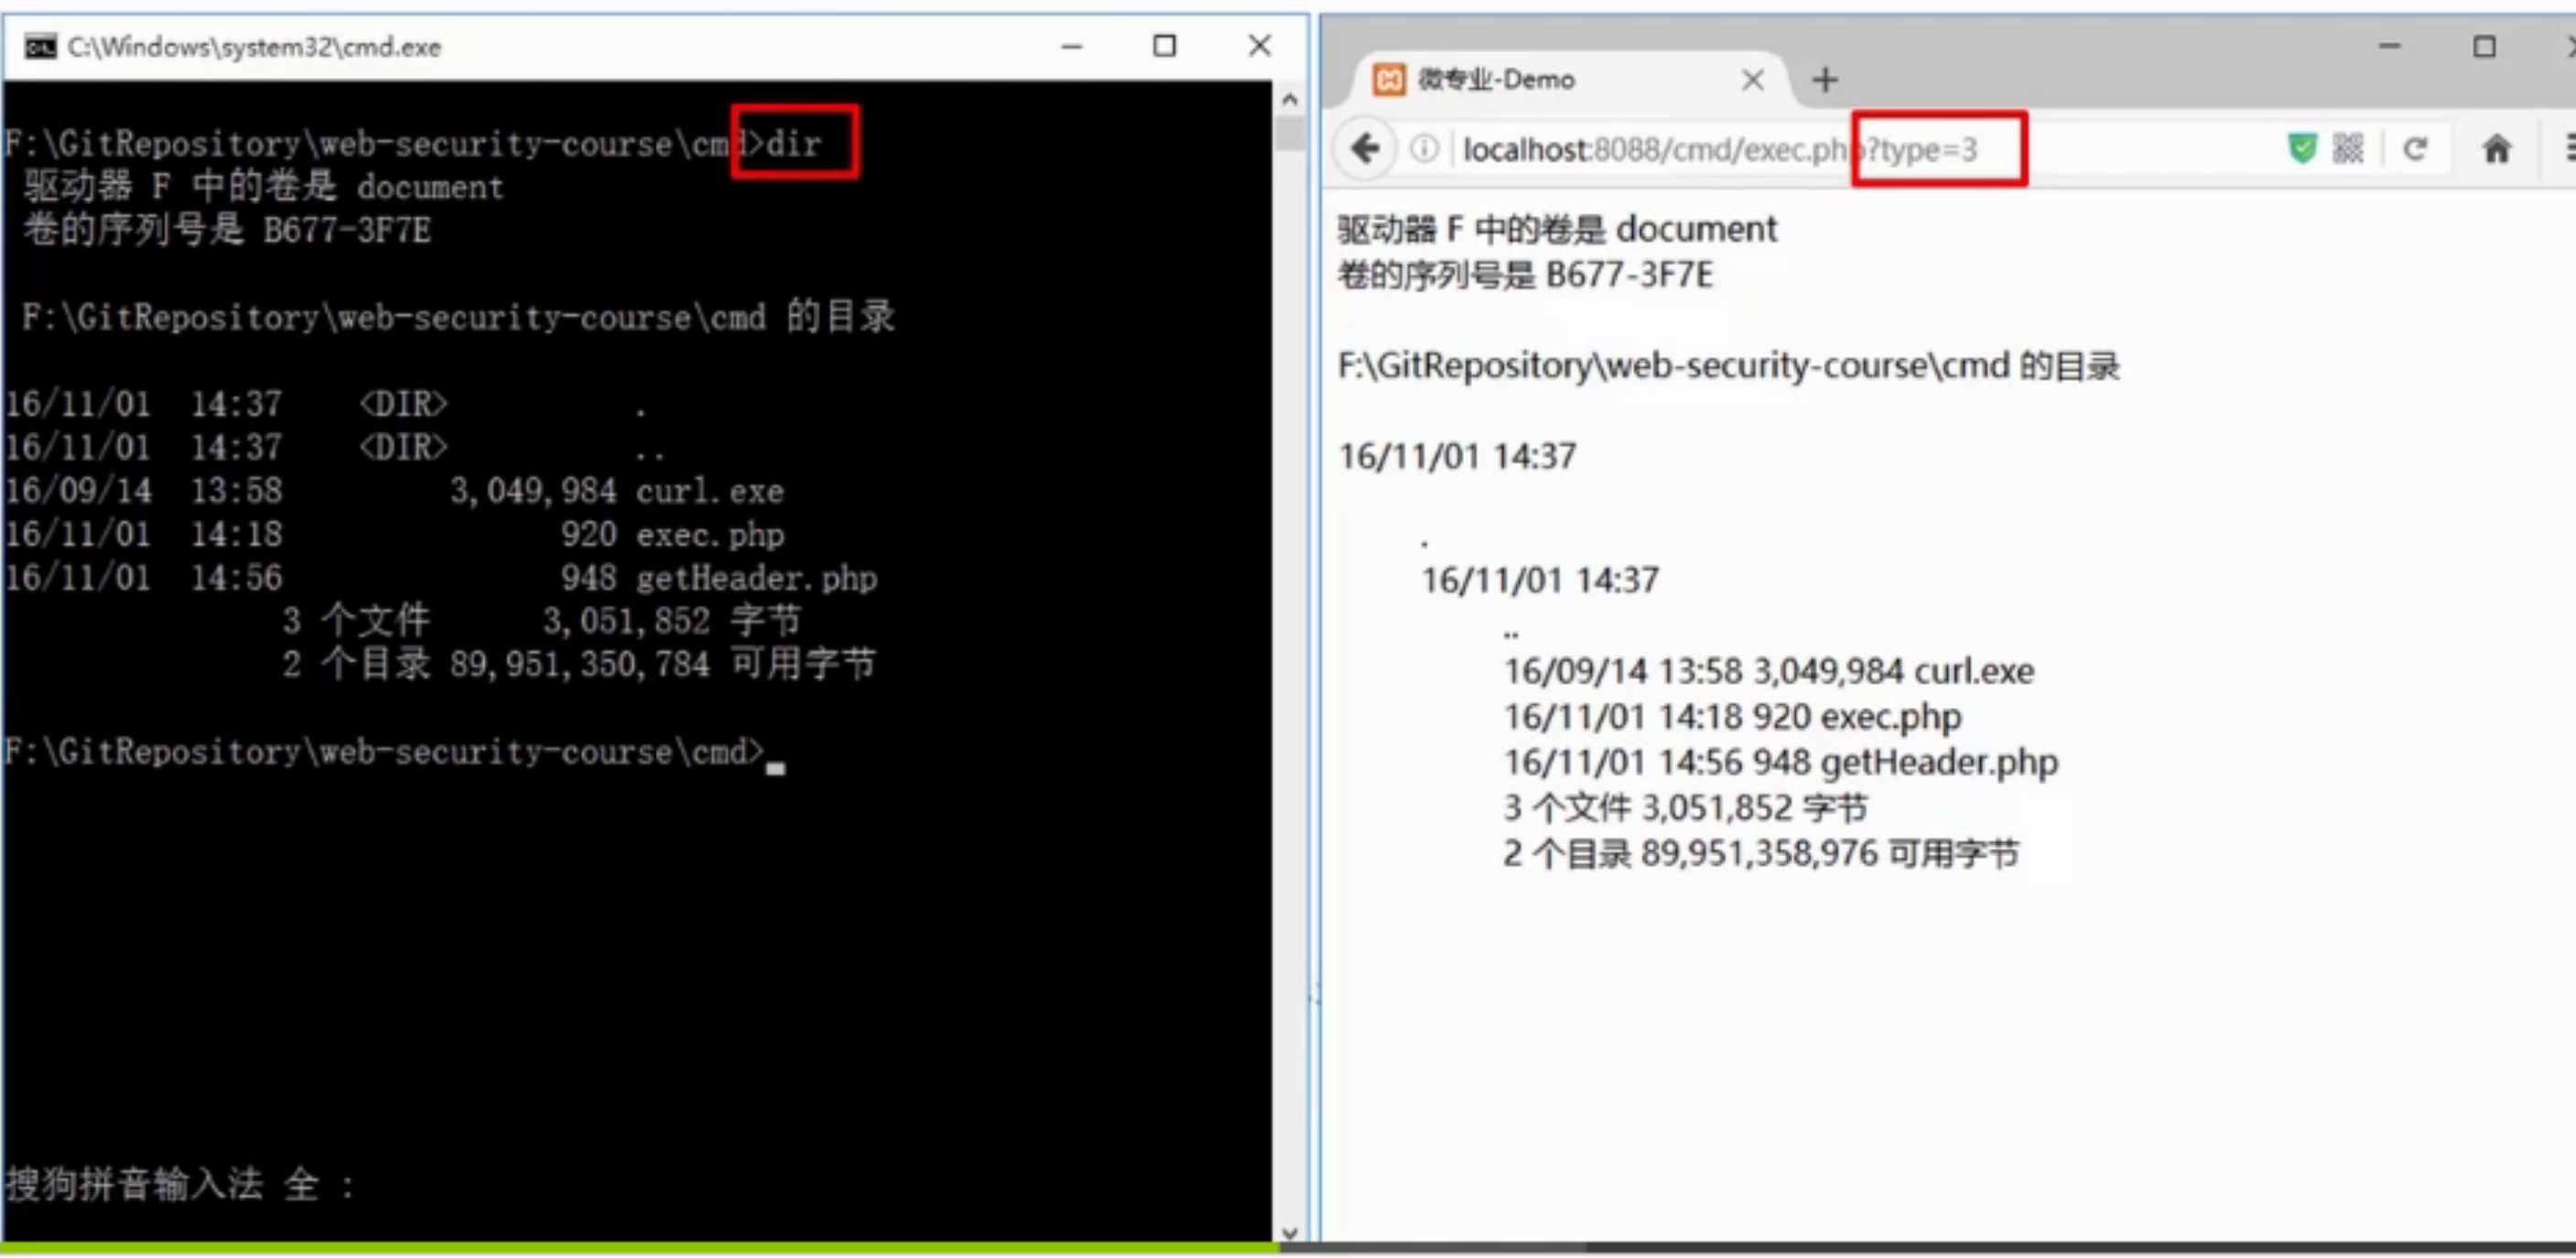 C:\Windows\system32\cmd.exe
F:\GitRepository\web-security-course\cmd>dir
驱动器 F 中的卷是 document
卷的序列号是 B677-3F7E
F:\GitRepository\web-security-course\cmd 的目录
16/11/01 14:37 <DIR> .
16/11/01 14:37 <DIR> ..
16/09/14 13:58 3,049,984 curl.exe
16/11/01 14:18 920 exec.php
16/11/01 14:56 948 getHeader.php
3 个文件 3,051,852 字节
2 个目录 89,951,350,784 可用字节
F:\GitRepository\web-security-course\cmd>
搜狗拼音输入法 全 :
微专业-Demo
localhost:8088/cmd/exec.php?type=3
驱动器 F 中的卷是 document
卷的序列号是 B677-3F7E
F:\GitRepository\web-security-course\cmd 的目录
16/11/01 14:37
.
16/11/01 14:37
..
16/09/14 13:58 3,049,984 curl.exe
16/11/01 14:18 920 exec.php
16/11/01 14:56 948 getHeader.php
3 个文件 3,051,852 字节
2 个目录 89,951,358,976 可用字节